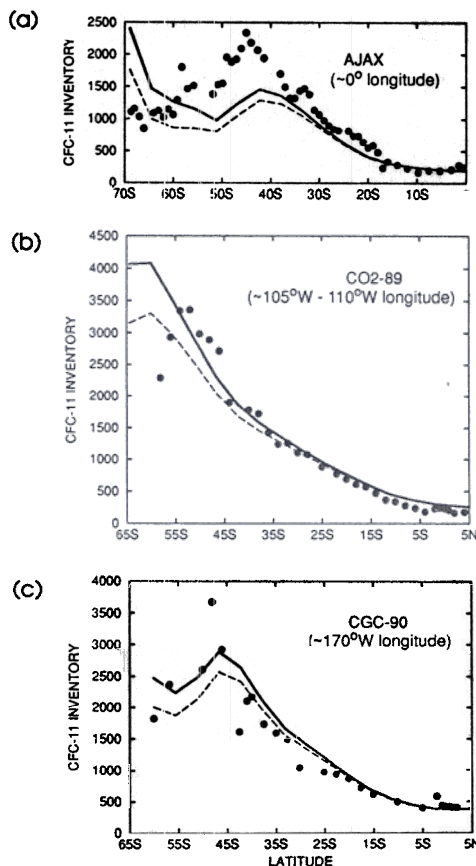 (a)
AJAX
(~0° longitude)
CFC-11 INVENTORY
2500
2000
1500
1000
500
0
70S 60S 50S 40S 30S 20S 10S
(b)
CO2-89
(~105°W - 110°W longitude)
CFC-11 INVENTORY
4500
4000
3500
3000
2500
2000
1500
1000
500
0
65S 55S 45S 35S 25S 15S 5S 5N
(c)
CGC-90
(~170°W longitude)
CFC-11 INVENTORY
4000
3500
3000
2500
2000
1500
1000
500
0
65S 55S 45S 35S 25S 15S 5S 5N
LATITUDE